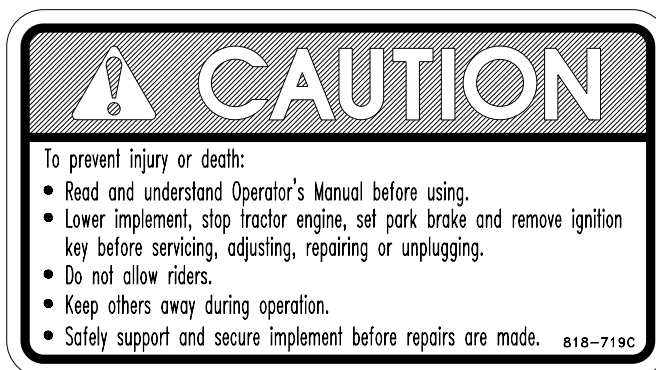 CAUTION
To prevent injury or death:
• Read and understand Operator's Manual before using.
• Lower implement, stop tractor engine, set park brake and remove ignition
key before servicing, adjusting, repairing or unplugging.
• Do not allow riders.
• Keep others away during operation.
• Safely support and secure implement before repairs are made. 818-719C